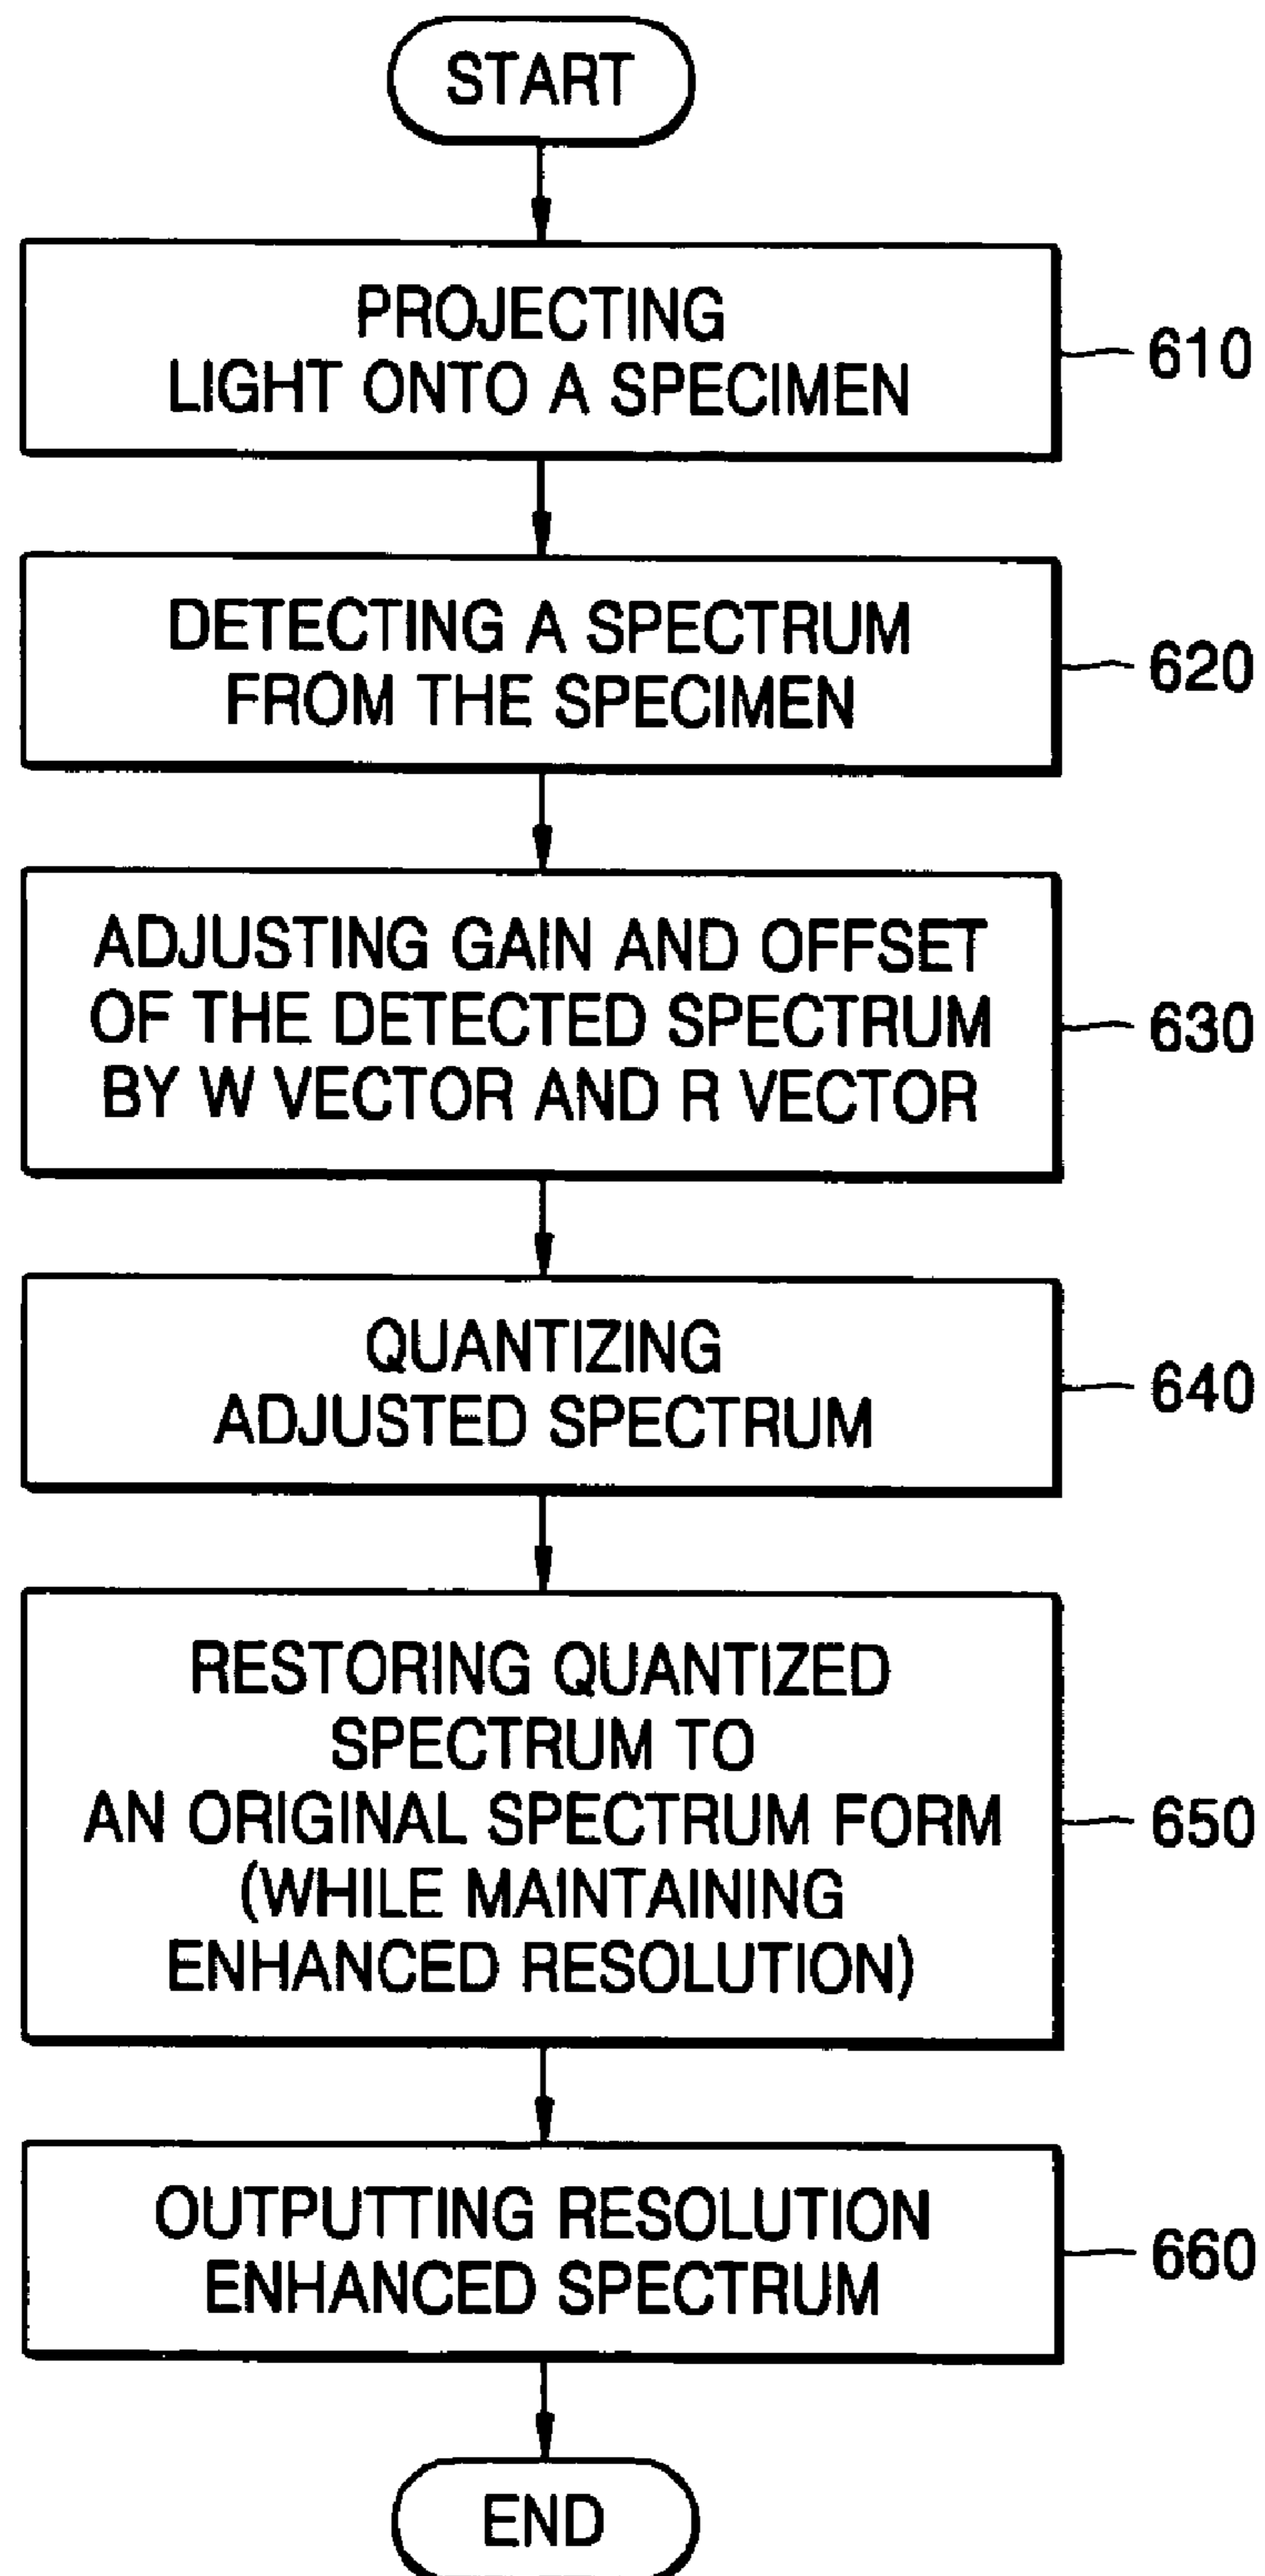 START
PROJECTING
LIGHT ONTO A SPECIMEN
610
DETECTING A SPECTRUM
FROM THE SPECIMEN
620
ADJUSTING GAIN AND OFFSET
OF THE DETECTED SPECTRUM
BY W VECTOR AND R VECTOR
630
QUANTIZING
ADJUSTED SPECTRUM
640
RESTORING QUANTIZED
SPECTRUM TO
AN ORIGINAL SPECTRUM FORM
(WHILE MAINTAINING
ENHANCED RESOLUTION)
650
OUTPUTTING RESOLUTION
ENHANCED SPECTRUM
660
END